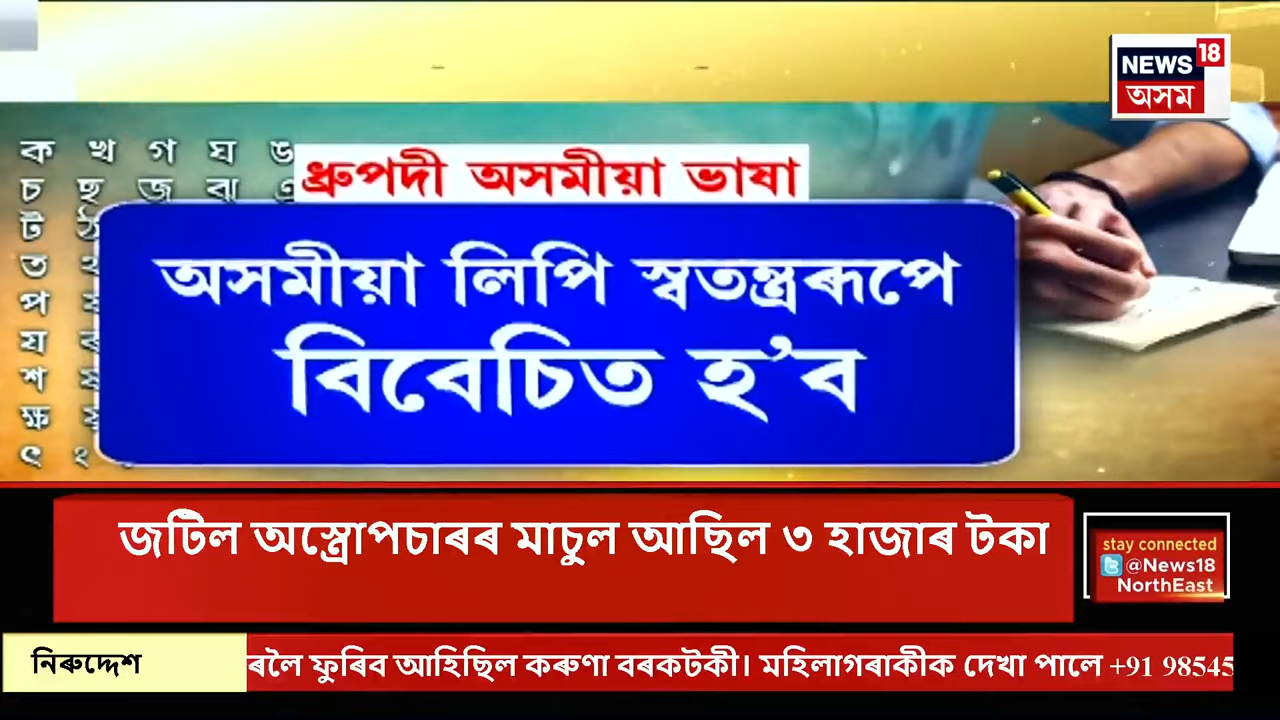 NEWS 18
অসম
ক খ গ ঘ ঙ
চ ছ জ ঝ
ট
ত
প
য
শ
ক্ষ
ৎ
ধ্ৰুপদী অসমীয়া ভাষা
অসমীয়া লিপি স্বতন্ত্ৰৰূপে
বিবেচিত হ'ব
জটিল অস্ত্ৰোপচাৰৰ মাচুল আছিল ৩ হাজাৰ টকা
stay connected
@News18
NorthEast
নিৰুদ্দেশ
ৰলৈ ফুৰিব আহিছিল কৰুণা বৰকটকী। মহিলাগৰাকীক দেখা পালে +91 98545